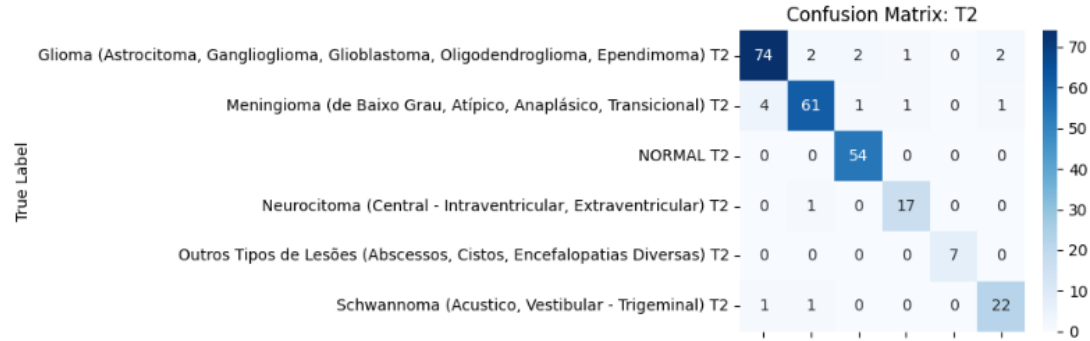 Confusion Matrix: T2
Glioma (Astrocitoma, Ganglioglioma, Glioblastoma, Oligodendroglioma, Ependimoma) T2 - 74 2 2 1 0 2
Meningioma (de Baixo Grau, Atípico, Anaplásico, Transicional) T2 - 4 61 1 1 0 1
NORMAL T2 - 0 0 54 0 0 0
Neurocitoma (Central - Intraventricular, Extraventricular) T2 - 0 1 0 17 0 0
Outros Tipos de Lesões (Abscessos, Cistos, Encefalopatias Diversas) T2 - 0 0 0 0 7 0
Schwannoma (Acustico, Vestibular - Trigeminal) T2 - 1 1 0 0 0 22
True Label
70
60
50
40
30
20
10
0